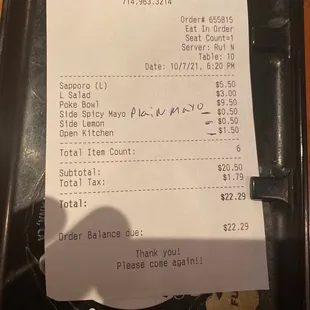 714.963.3214
Order# 655815
Eat In Order
Seat Count=1
Server: Rui N
Table: 10
Date: 10/7/21, 6:20 PM
Sapporo (L) $5.50
L Salad $3.00
Poke Bowl $9.50
Side Spicy Mayo Plain Mayo $0.50
Side Lemon $0.50
Open Kitchen $1.50
Total Item Count: 6
Subtotal: $20.50
Total Tax: $1.79
Total: $22.29
Order Balance due: $22.29
Thank you!
Please come again!!